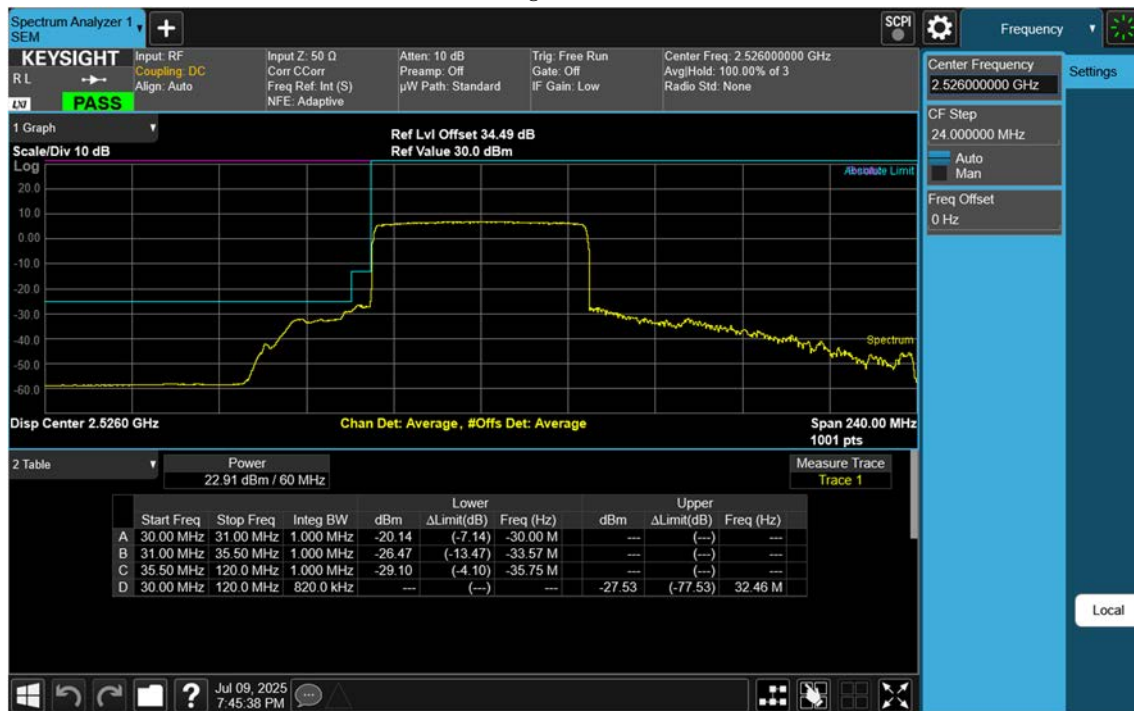 Spectrum Analyzer 1
SEM
SCPI
Frequency
KEYSIGHT
R L
LXI
PASS
Input: RF
Coupling: DC
Align: Auto
Input Z: 50 Ω
Corr CCorr
Freq Ref: Int (S)
NFE: Adaptive
Atten: 10 dB
Preamp: Off
µW Path: Standard
Trig: Free Run
Gate: Off
IF Gain: Low
Center Freq: 2.526000000 GHz
Avg|Hold: 100.00% of 3
Radio Std: None
Center Frequency
2.526000000 GHz
Settings
CF Step
24.000000 MHz
Auto
Man
Freq Offset
0 Hz
1 Graph
Scale/Div 10 dB
Ref Lvl Offset 34.49 dB
Ref Value 30.0 dBm
Log
Absolute Limit
20.0
10.0
0.00
-10.0
-20.0
-30.0
-40.0
-50.0
-60.0
Spectrum
Disp Center 2.5260 GHz
Chan Det: Average, #Offs Det: Average
Span 240.00 MHz
1001 pts
2 Table
Power
22.91 dBm / 60 MHz
Measure Trace
Trace 1
Lower Upper
Start Freq Stop Freq Integ BW dBm ΔLimit(dB) Freq (Hz) dBm ΔLimit(dB) Freq (Hz)
A 30.00 MHz 31.00 MHz 1.000 MHz -20.14 (-7.14) -30.00 M --- (---) ---
B 31.00 MHz 35.50 MHz 1.000 MHz -26.47 (-13.47) -33.57 M --- (---) ---
C 35.50 MHz 120.0 MHz 1.000 MHz -29.10 (-4.10) -35.75 M --- (---) ---
D 30.00 MHz 120.0 MHz 820.0 kHz --- (---) --- -27.53 (-77.53) 32.46 M
Local
?
Jul 09, 2025
7:45:38 PM